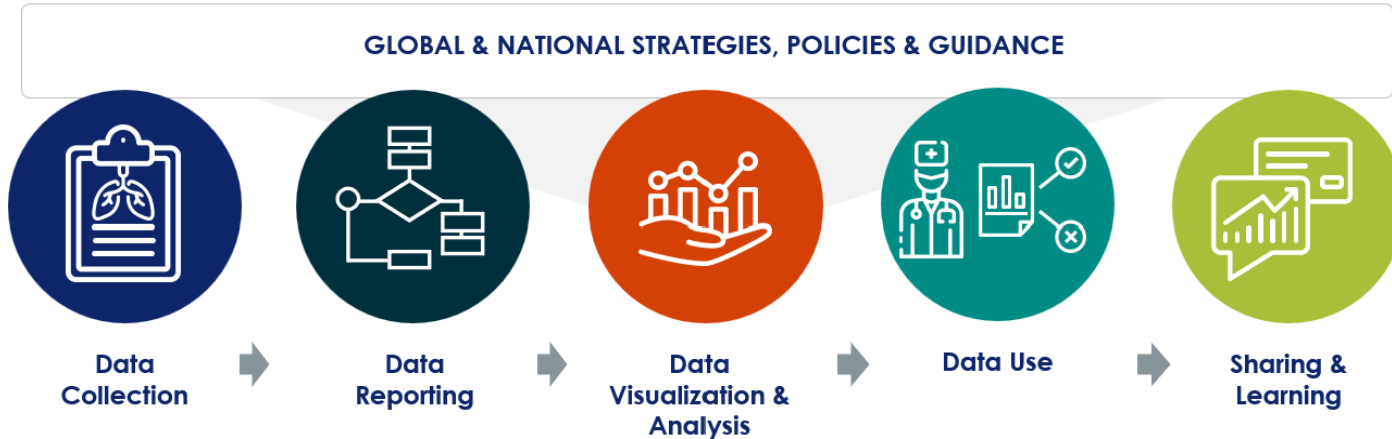 GLOBAL & NATIONAL STRATEGIES, POLICIES & GUIDANCE
Data
Collection
Data
Reporting
Data
Visualization &
Analysis
Data Use
Sharing &
Learning